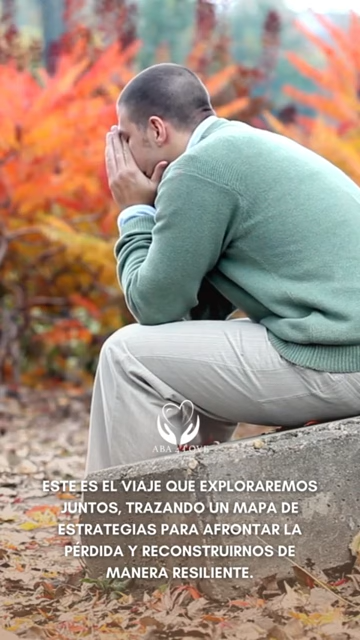 ABA 4 LOVE
ESTE ES EL VIAJE QUE EXPLORAREMOS
JUNTOS, TRAZANDO UN MAPA DE
ESTRATEGIAS PARA AFRONTAR LA
PÉRDIDA Y RECONSTRUIRNOS DE
MANERA RESILIENTE.